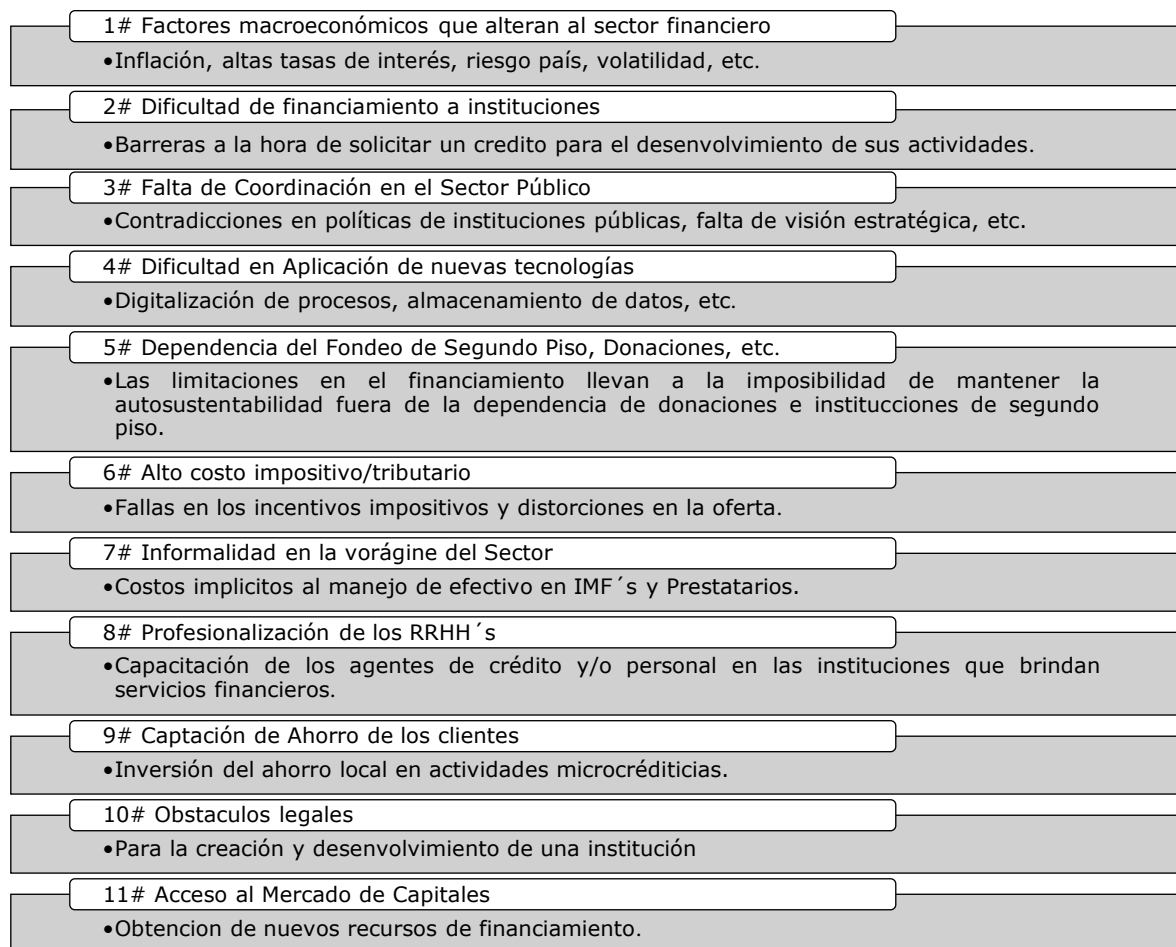 1# Factores macroeconómicos que alteran al sector financiero
•Inflación, altas tasas de interés, riesgo país, volatilidad, etc.
2# Dificultad de financiamiento a instituciones
•Barreras a la hora de solicitar un credito para el desenvolvimiento de sus actividades.
3# Falta de Coordinación en el Sector Público
•Contradicciones en políticas de instituciones públicas, falta de visión estratégica, etc.
4# Dificultad en Aplicación de nuevas tecnologías
•Digitalización de procesos, almacenamiento de datos, etc.
5# Dependencia del Fondeo de Segundo Piso, Donaciones, etc.
•Las limitaciones en el financiamiento llevan a la imposibilidad de mantener la
autosustentabilidad fuera de la dependencia de donaciones e institucciones de segundo
piso.
6# Alto costo impositivo/tributario
•Fallas en los incentivos impositivos y distorciones en la oferta.
7# Informalidad en la vorágine del Sector
•Costos implicitos al manejo de efectivo en IMF´s y Prestatarios.
8# Profesionalización de los RRHH´s
•Capacitación de los agentes de crédito y/o personal en las instituciones que brindan
servicios financieros.
9# Captación de Ahorro de los clientes
•Inversión del ahorro local en actividades microcréditicias.
10# Obstaculos legales
•Para la creación y desenvolvimiento de una institución
11# Acceso al Mercado de Capitales
•Obtencion de nuevos recursos de financiamiento.